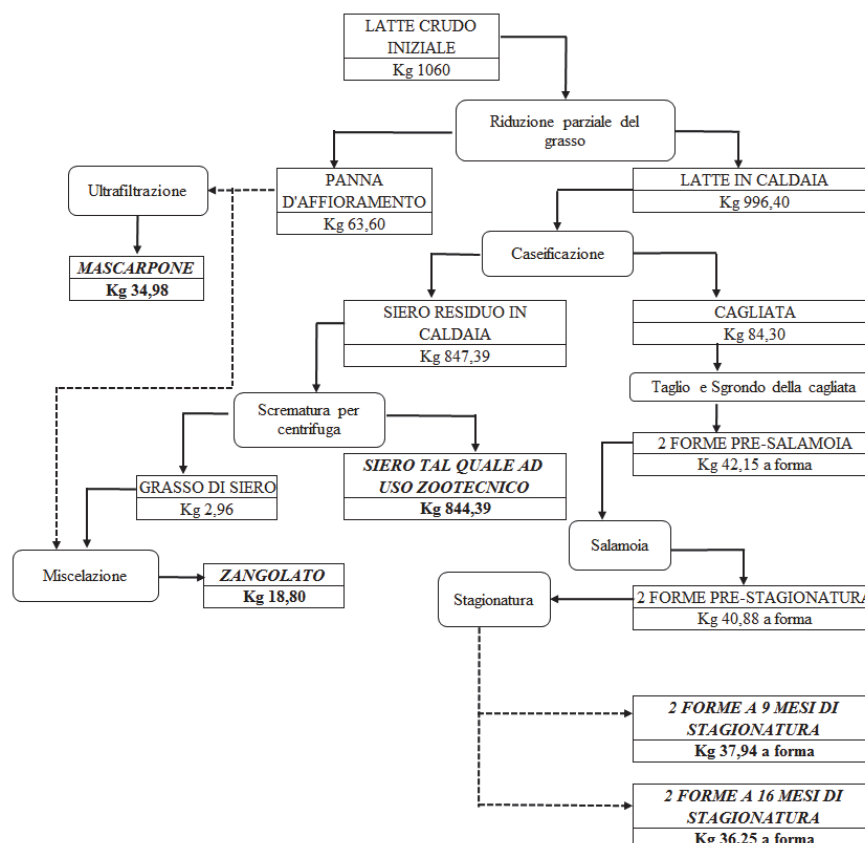 LATTE CRUDO
INIZIALE
Kg 1060
Riduzione parziale del
grasso
PANNA
D'AFFIORAMENTO
Kg 63,60
LATTE IN CALDAIA
Kg 996,40
Ultrafiltrazione
MASCARPONE
Kg 34,98
Caseificazione
SIERO RESIDUO IN
CALDAIA
Kg 847,39
CAGLIATA
Kg 84,30
Taglio e Sgrondo della cagliata
Scrematura per
centrifuga
2 FORME PRE-SALAMOIA
Kg 42,15 a forma
GRASSO DI SIERO
Kg 2,96
SIERO TAL QUALE AD
USO ZOOTECNICO
Kg 844,39
Salamoia
Miscelazione
ZANGOLATO
Kg 18,80
Stagionatura
2 FORME PRE-STAGIONATURA
Kg 40,88 a forma
2 FORME A 9 MESI DI
STAGIONATURA
Kg 37,94 a forma
2 FORME A 16 MESI DI
STAGIONATURA
Kg 36,25 a forma